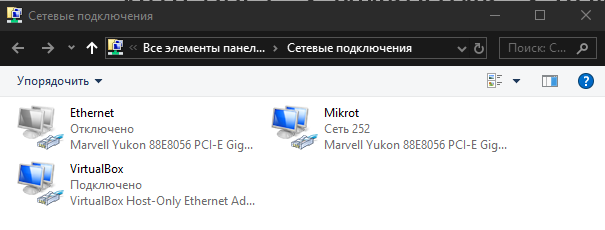 Сетевые подключения
Все элементы панел... Сетевые подключения Поиск: С...
Упорядочить
Ethernet
Отключено
Marvell Yukon 88E8056 PCI-E Gig...
Mikrot
Сеть 252
Marvell Yukon 88E8056 PCI-E Gig...
VirtualBox
Подключено
VirtualBox Host-Only Ethernet Ad...